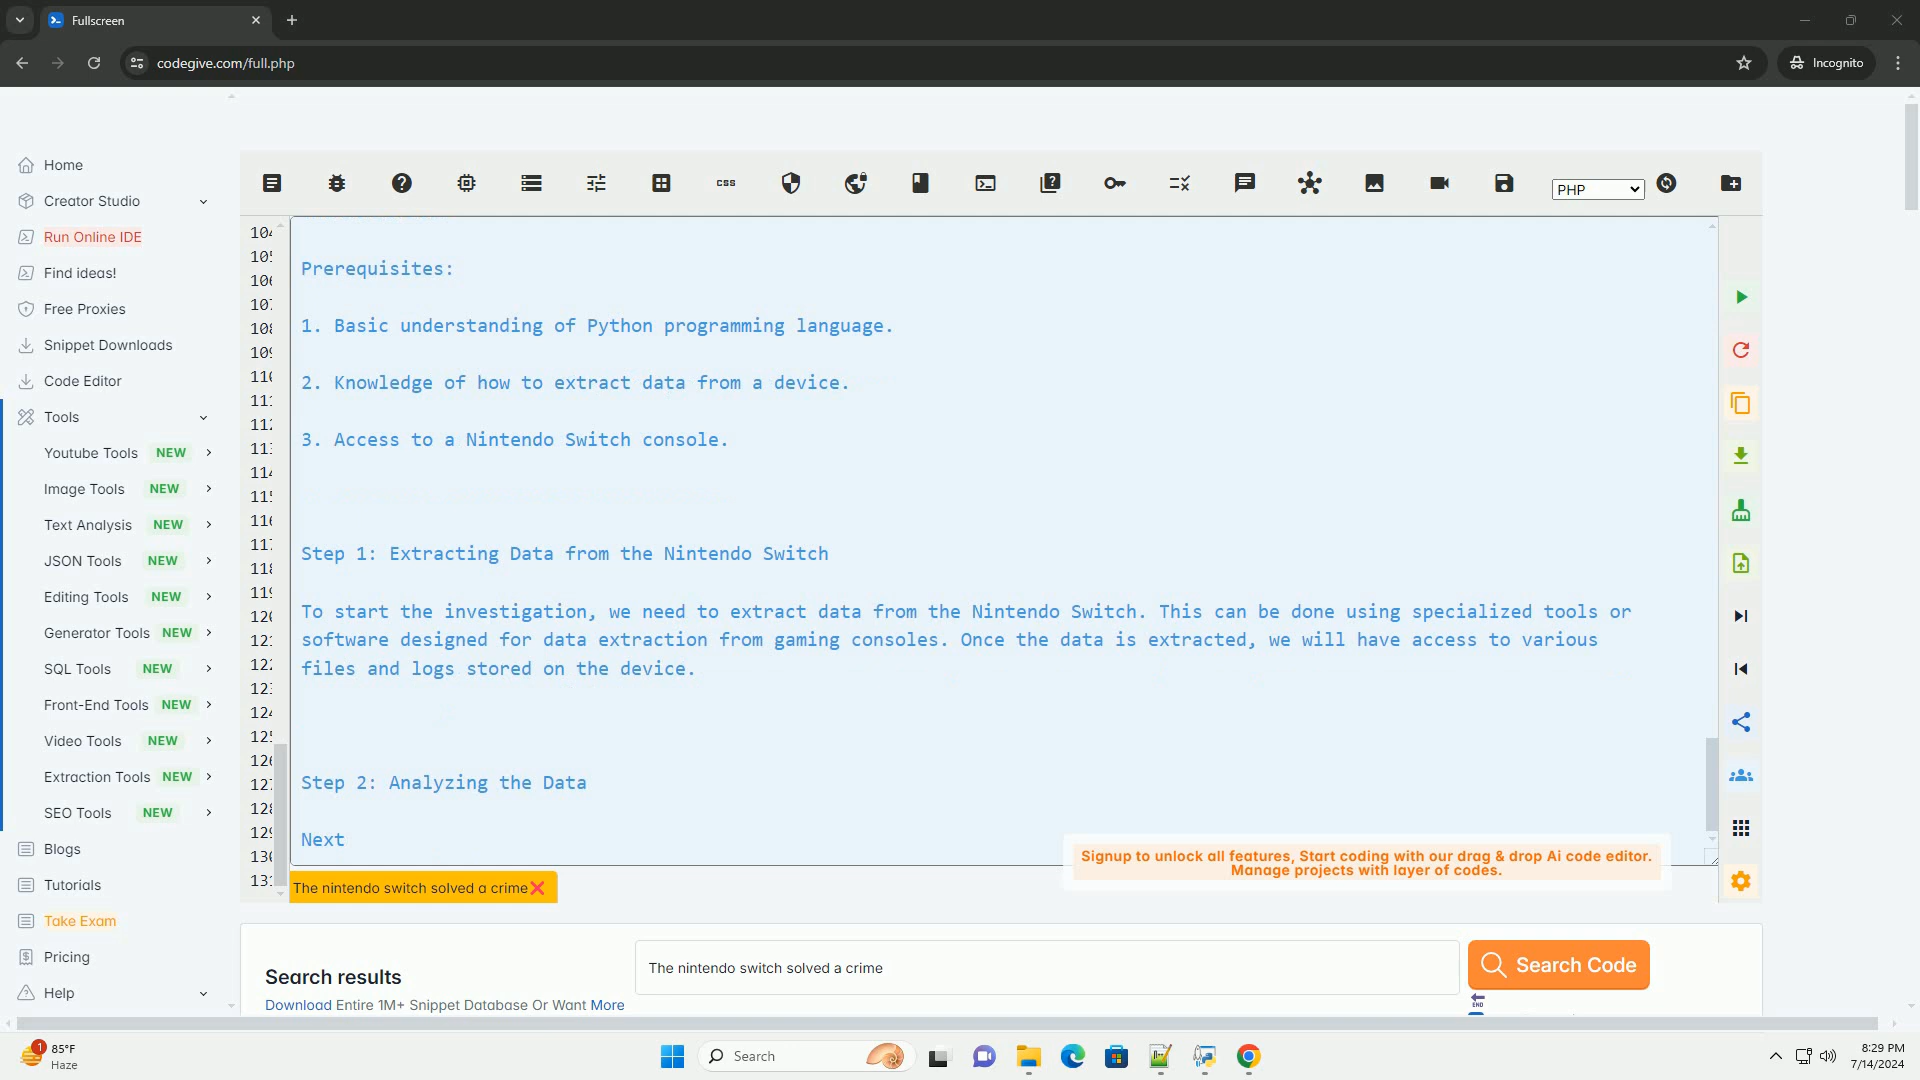 Fullscreen
codegive.com/full.php
Incognito
Home
Creator Studio
Run Online IDE
Find ideas!
Free Proxies
Snippet Downloads
Code Editor
Tools
Youtube Tools NEW
Image Tools NEW
Text Analysis NEW
JSON Tools NEW
Editing Tools NEW
Generator Tools NEW
SQL Tools NEW
Front-End Tools NEW
Video Tools NEW
Extraction Tools NEW
SEO Tools NEW
Blogs
Tutorials
Take Exam
Pricing
Help
css
PHP
Prerequisites:
1. Basic understanding of Python programming language.
2. Knowledge of how to extract data from a device.
3. Access to a Nintendo Switch console.
Step 1: Extracting Data from the Nintendo Switch
To start the investigation, we need to extract data from the Nintendo Switch. This can be done using specialized tools or
software designed for data extraction from gaming consoles. Once the data is extracted, we will have access to various
files and logs stored on the device.
Step 2: Analyzing the Data
Next
Signup to unlock all features, Start coding with our drag & drop Ai code editor.
Manage projects with layer of codes.
The nintendo switch solved a crime
Search results
The nintendo switch solved a crime
Search Code
Download Entire 1M+ Snippet Database Or Want More
END
1
85°F
Haze
Search
8:29 PM
7/14/2024